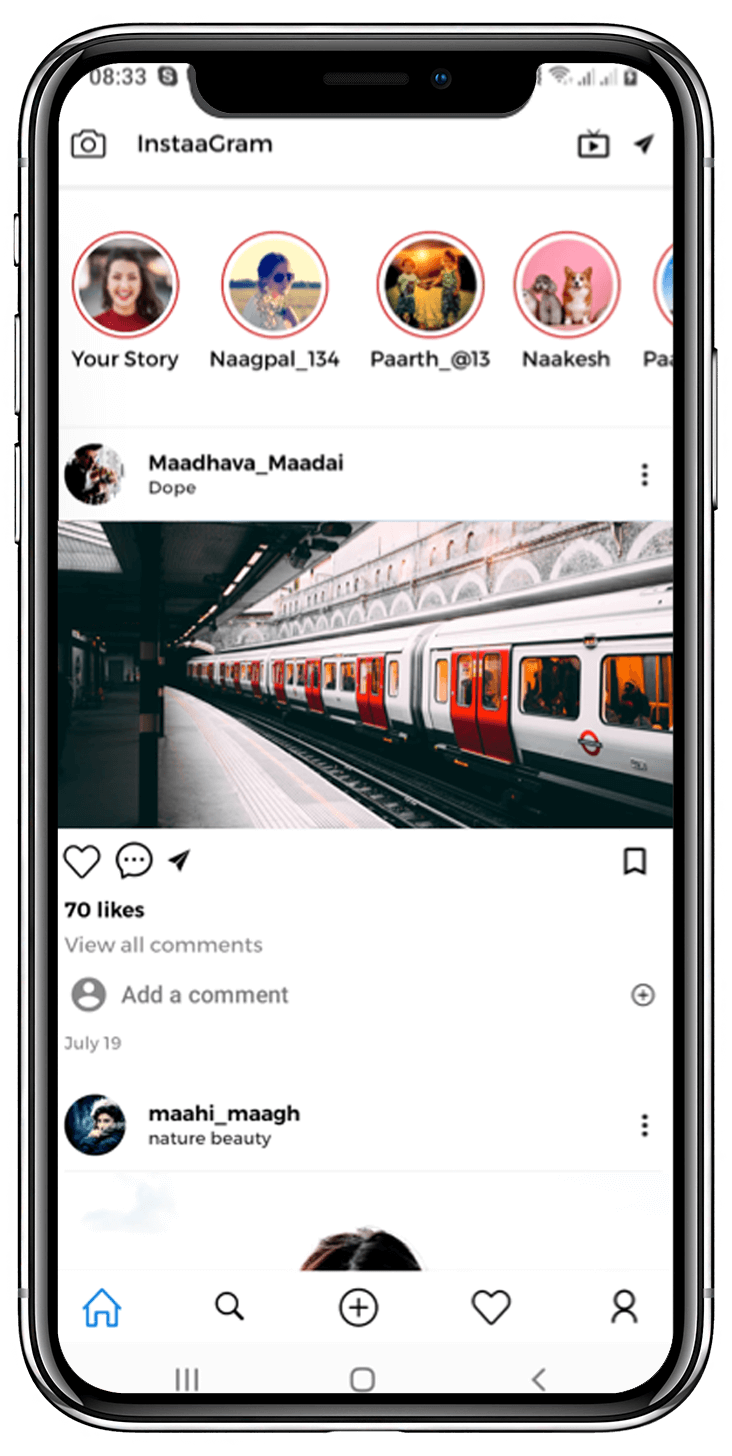 08:33
InstaaGram
Your Story
Naagpal_134
Paarth_@13
Naakesh
Paa
Maadhava_Maadai
Dope
70 likes
View all comments
Add a comment
July 19
maahi_maagh
nature beauty